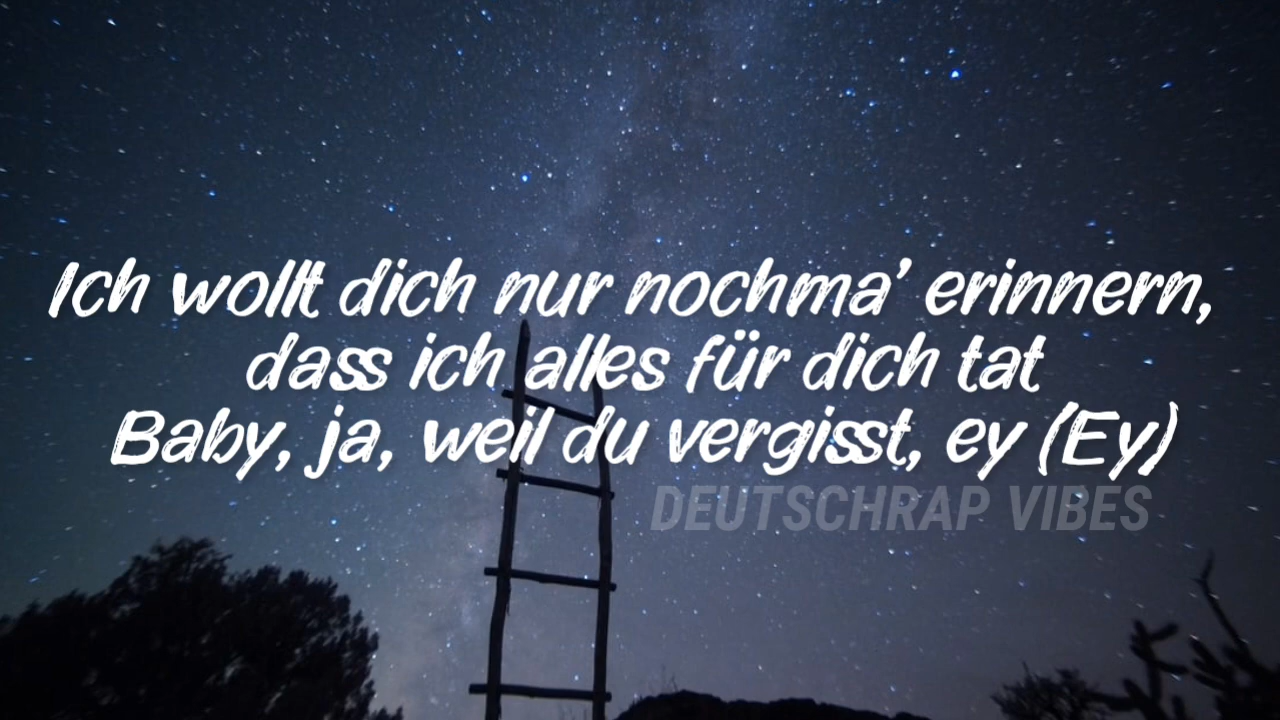 Ich wollt dich nur nochma' erinnern,
dass ich alles für dich tat
Baby, ja, weil du vergisst, ey (Ey)
DEUTSCHRAP VIBES